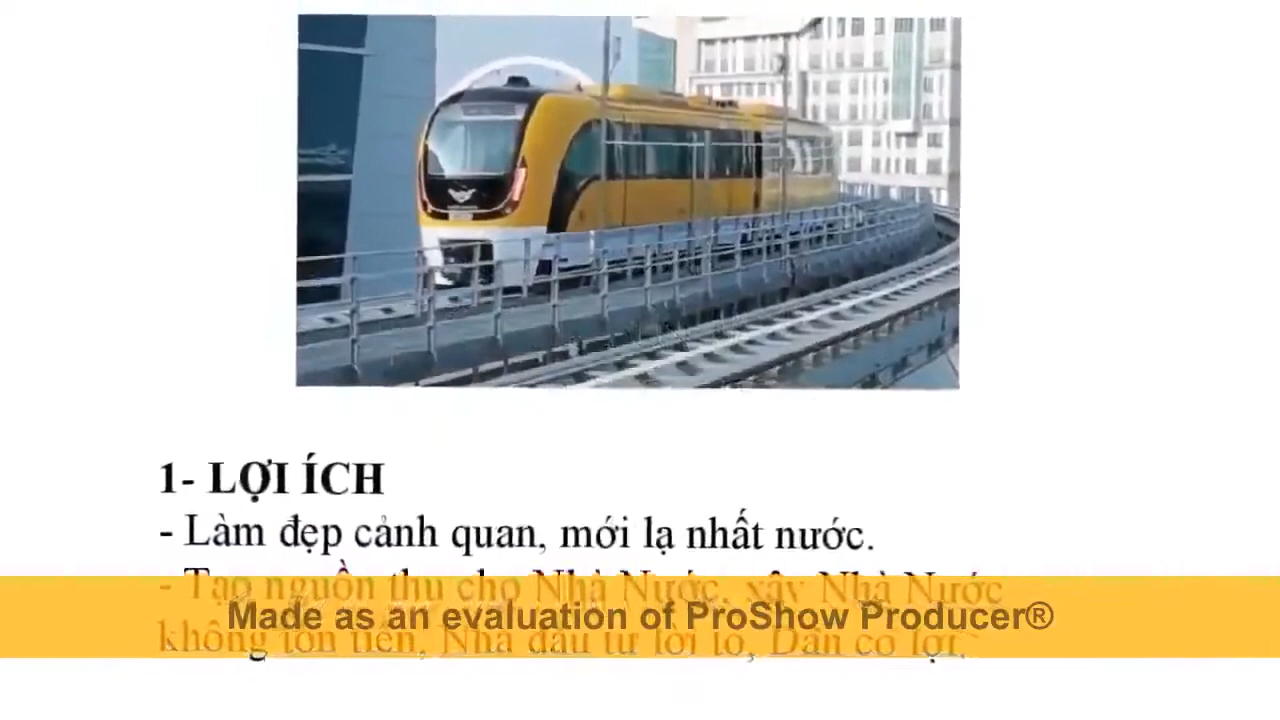 1- LỢI ÍCH
- Làm đẹp cảnh quan, mới lạ nhất nước.
- Tạo nguồn thu cho Nhà Nước, xây Nhà Nước
Made as an evaluation of ProShow Producer®
không tốn tiền, Nhà đầu tư lời to, Dân có lợi.